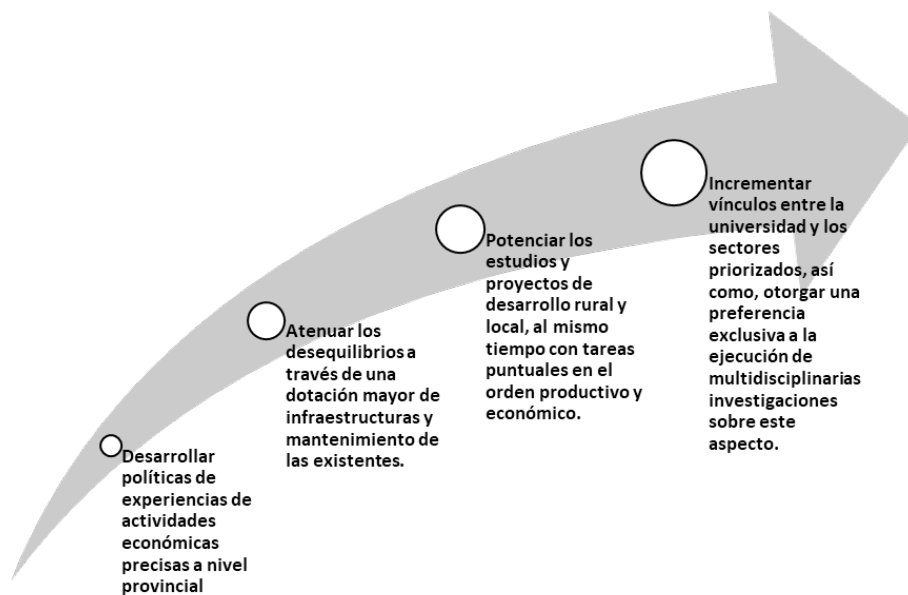 Desarrollar
políticas de
experiencias de
actividades
económicas
precisas a nivel
provincial
Atenuar los
desequilibrios a
través de una
dotación mayor de
infraestructuras y
mantenimiento de
las existentes.
Potenciar los
estudios y
proyectos de
desarrollo rural y
local, al mismo
tiempo con tareas
puntuales en el
orden productivo y
económico.
Incrementar
vínculos entre la
universidad y los
sectores
priorizados, así
como, otorgar una
preferencia
exclusiva a la
ejecución de
multidisciplinarias
investigaciones
sobre este
aspecto.